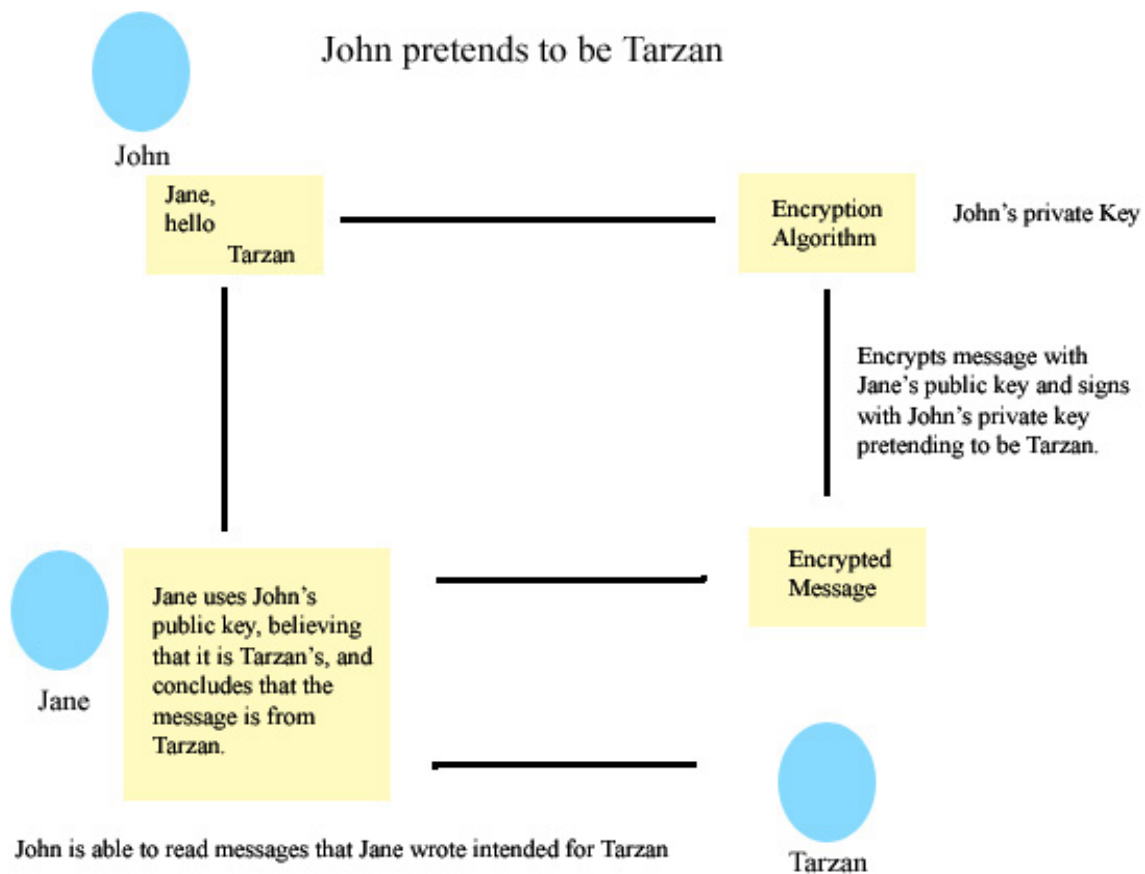 John pretends to be Tarzan
John
Jane,
hello
Tarzan
Encryption
Algorithm
John’s private Key
Encrypts message with
Jane’s public key and signs
with John’s private key
pretending to be Tarzan.
Jane
Jane uses John’s
public key, believing
that it is Tarzan’s, and
concludes that the
message is from
Tarzan.
Encrypted
Message
Tarzan
John is able to read messages that Jane wrote intended for Tarzan